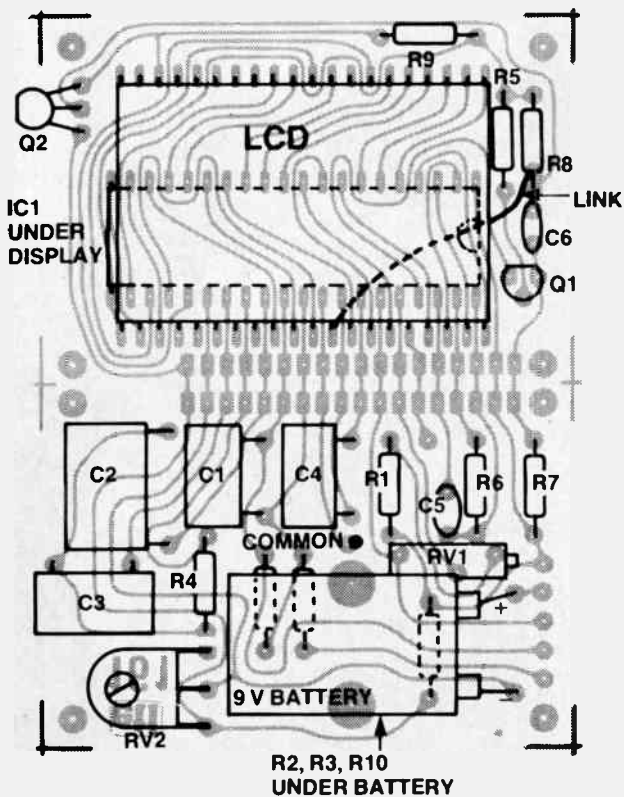 R9
R5
Q2
LCD
R8
LINK
IC1
UNDER
DISPLAY
C6
Q1
C2
C1
C4
R1
C5
R6
R7
COMMON
RV1
R4
C3
+
9 V BATTERY
–
RV2
R2, R3, R10
UNDER BATTERY